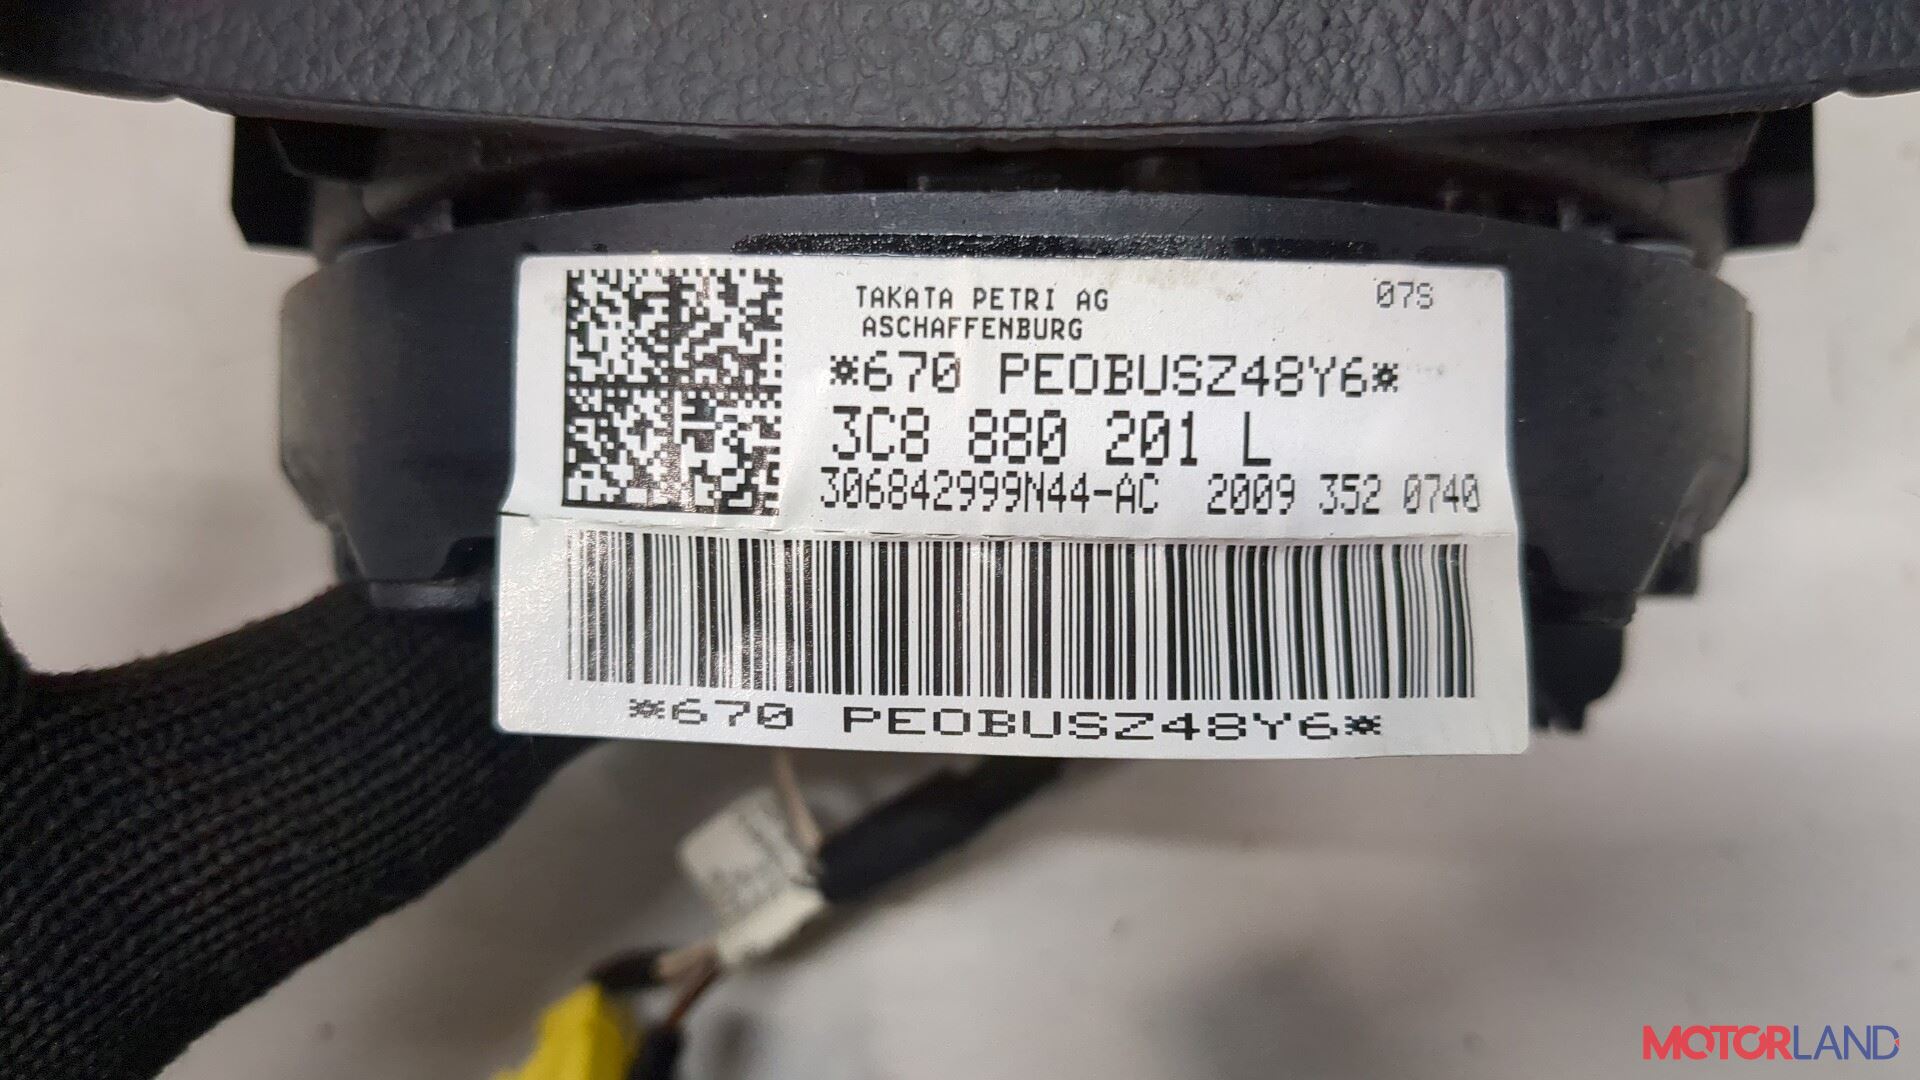 TAKATA PETRI AG 07S
ASCHAFFENBURG
*670 PEOBUSZ48Y6*
3C8 880 201 L
306842999N44-AC 2009 352 0740
*670 PEOBUSZ48Y6*
MOTORLAND